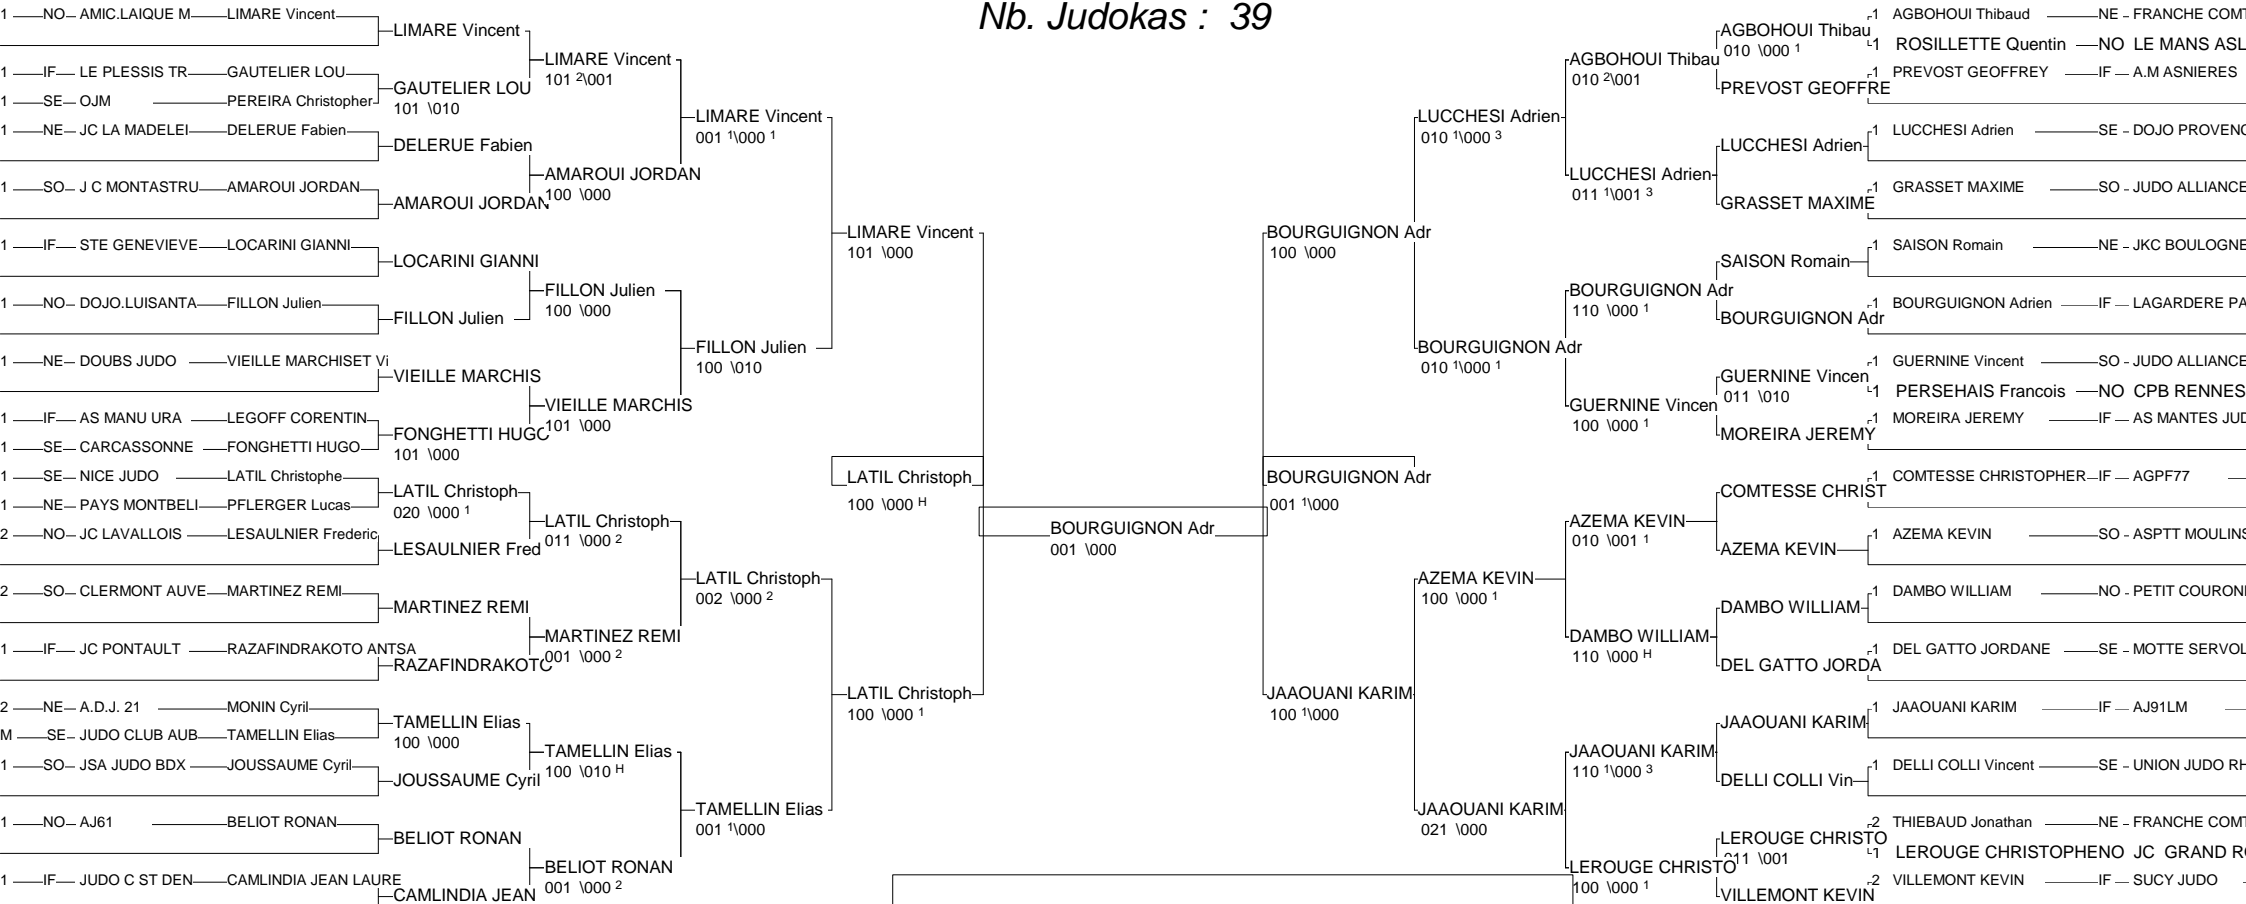 Nb. Judokas : 39
1 NO AMIC.LAIQUE M LIMARE Vincent
1 IF LE PLESSIS TR GAUTELIER LOU
1 SE OJM PEREIRA Christopher
1 NE JC LA MADELEI DELERUE Fabien
1 SO J C MONTASTRU AMAROUI JORDAN
1 IF STE GENEVIEVE LOCARINI GIANNI
1 NO DOJO.LUISANTA FILLON Julien
1 NE DOUBS JUDO VIEILLE MARCHISET Vi
1 IF AS MANU URA LEGOFF CORENTIN
1 SE CARCASSONNE FONGHETTI HUGO
1 SE NICE JUDO LATIL Christophe
1 NE PAYS MONTBELI PFLERGER Lucas
2 NO JC LAVALLOIS LESAULNIER Frederic
2 SO CLERMONT AUVE MARTINEZ REMI
1 IF JC PONTAULT RAZAFINDRAKOTO ANTSA
2 NE A.D.J. 21 MONIN Cyril
M SE JUDO CLUB AUB TAMELLIN Elias
1 SO JSA JUDO BDX JOUSSAUME Cyril
1 NO AJ61 BELIOT RONAN
1 IF JUDO C ST DEN CAMLINDIA JEAN LAURE
LIMARE Vincent
GAUTELIER LOU
101 \010
DELERUE Fabien
AMAROUI JORDAN
LOCARINI GIANNI
FILLON Julien
VIEILLE MARCHIS
FONGHETTI HUGO
101 \000
LATIL Christoph
020 \000 1
LESAULNIER Fred
MARTINEZ REMI
RAZAFINDRAKOTO
TAMELLIN Elias
100 \000
JOUSSAUME Cyril
BELIOT RONAN
CAMLINDIA JEAN
LIMARE Vincent
101 2\001
AMAROUI JORDAN
100 \000
FILLON Julien
100 \000
VIEILLE MARCHIS
101 \000
LATIL Christoph
011 \000 2
MARTINEZ REMI
001 \000 2
TAMELLIN Elias
100 \010 H
BELIOT RONAN
001 \000 2
LIMARE Vincent
001 1\000 1
FILLON Julien
100 \010
LATIL Christoph
002 \000 2
TAMELLIN Elias
001 1\000
LIMARE Vincent
101 \000
LATIL Christoph
100 \000 H
LATIL Christoph
100 \000 1
BOURGUIGNON Adr
001 \000
BOURGUIGNON Adr
100 \000
BOURGUIGNON Adr
001 1\000
JAAOUANI KARIM
100 1\000
LUCCHESI Adrien
010 1\000 3
BOURGUIGNON Adr
010 1\000 1
AZEMA KEVIN
100 \000 1
JAAOUANI KARIM
021 \000
AGBOHOUI Thibau
010 2\001
LUCCHESI Adrien
011 1\001 3
BOURGUIGNON Adr
110 \000 1
GUERNINE Vincen
100 \000 1
AZEMA KEVIN
010 \001 1
DAMBO WILLIAM
110 \000 H
JAAOUANI KARIM
110 1\000 3
LEROUGE CHRISTO
100 \000 1
AGBOHOUI Thibau
010 \000 1
PREVOST GEOFFRE
LUCCHESI Adrien
GRASSET MAXIME
SAISON Romain
BOURGUIGNON Adr
GUERNINE Vincen
011 \010
MOREIRA JEREMY
COMTESSE CHRIST
AZEMA KEVIN
DAMBO WILLIAM
DEL GATTO JORDA
JAAOUANI KARIM
DELLI COLLI Vin
LEROUGE CHRISTO
011 \001
VILLEMONT KEVIN
1 AGBOHOUI Thibaud NE FRANCHE COMT
1 ROSILLETTE Quentin NO LE MANS ASL
1 PREVOST GEOFFREY IF A.M ASNIERES
1 LUCCHESI Adrien SE DOJO PROVENC
1 GRASSET MAXIME SO JUDO ALLIANCE
1 SAISON Romain NE JKC BOULOGNE
1 BOURGUIGNON Adrien IF LAGARDERE PA
1 GUERNINE Vincent SO JUDO ALLIANCE
1 PERSEHAIS Francois NO CPB RENNES
1 MOREIRA JEREMY IF AS MANTES JUD
1 COMTESSE CHRISTOPHER IF AGPF77
1 AZEMA KEVIN SO ASPTT MOULINS
1 DAMBO WILLIAM NO PETIT COURON
1 DEL GATTO JORDANE SE MOTTE SERVOL
1 JAAOUANI KARIM IF AJ91LM
1 DELLI COLLI Vincent SE UNION JUDO RH
2 THIEBAUD Jonathan NE FRANCHE COMT
1 LEROUGE CHRISTOPHE NO JC GRAND R
2 VILLEMONT KEVIN IF SUCY JUDO